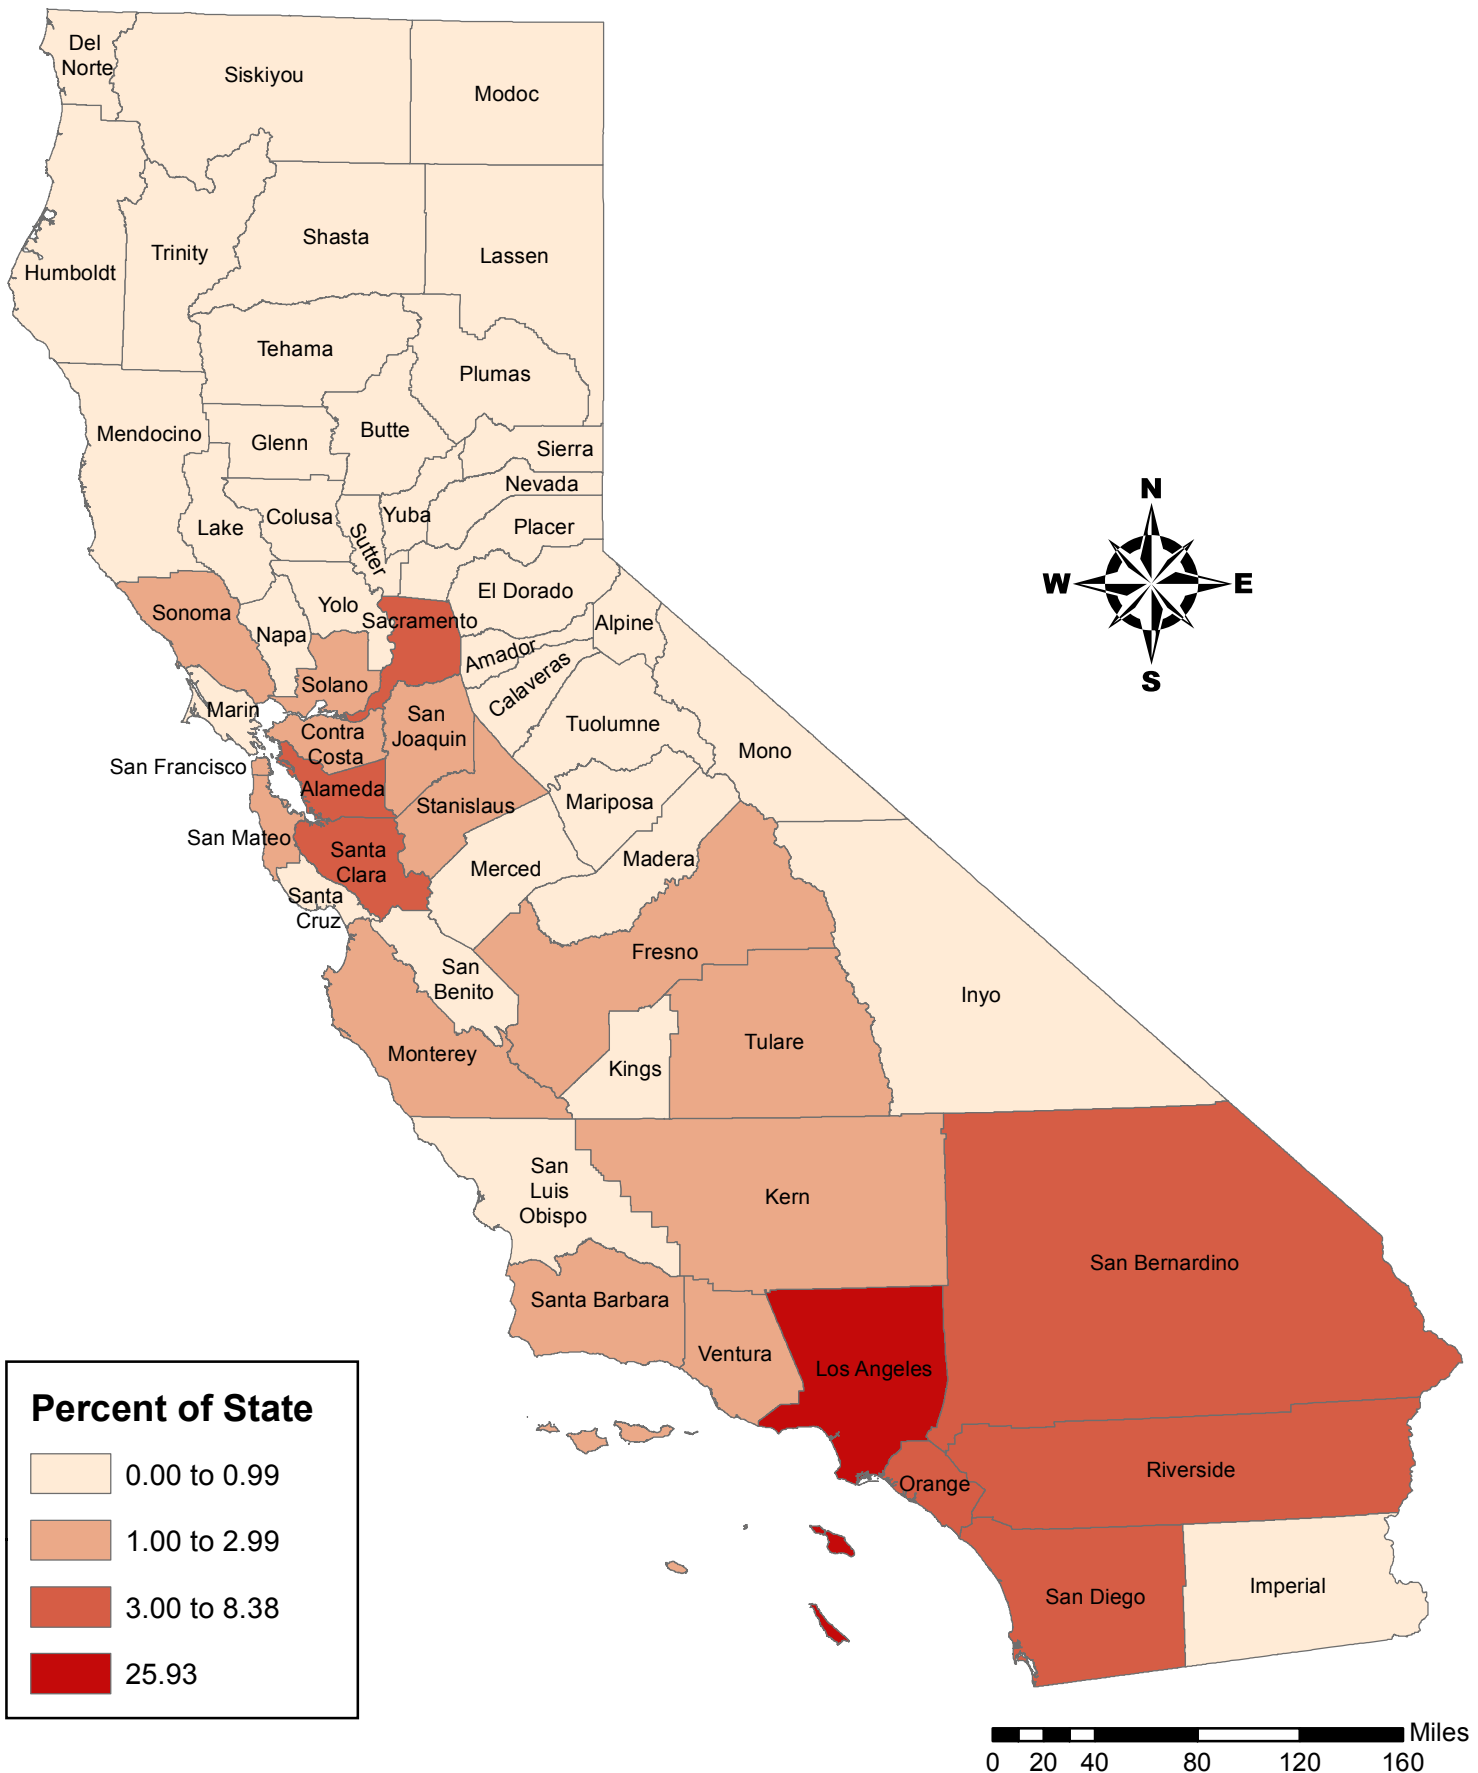 Del
Norte
Siskiyou
Modoc
Humboldt
Trinity
Shasta
Lassen
Tehama
Plumas
Mendocino
Glenn
Butte
Sierra
Nevada
Lake
Colusa
Sutter
Yuba
Placer
El Dorado
Sonoma
Napa
Yolo
Sacramento
Alpine
Amador
Calaveras
Solano
Marin
Contra
Costa
San
Joaquin
Tuolumne
Mono
San Francisco
Alameda
Stanislaus
Mariposa
San Mateo
Santa
Clara
Merced
Madera
Santa
Cruz
San
Benito
Fresno
Inyo
Monterey
Kings
Tulare
San
Luis
Obispo
Kern
San Bernardino
Santa Barbara
Ventura
Los Angeles
Orange
Riverside
San Diego
Imperial
N
W
E
S
Percent of State
0.00 to 0.99
1.00 to 2.99
3.00 to 8.38
25.93
Miles
0 20 40 80 120 160